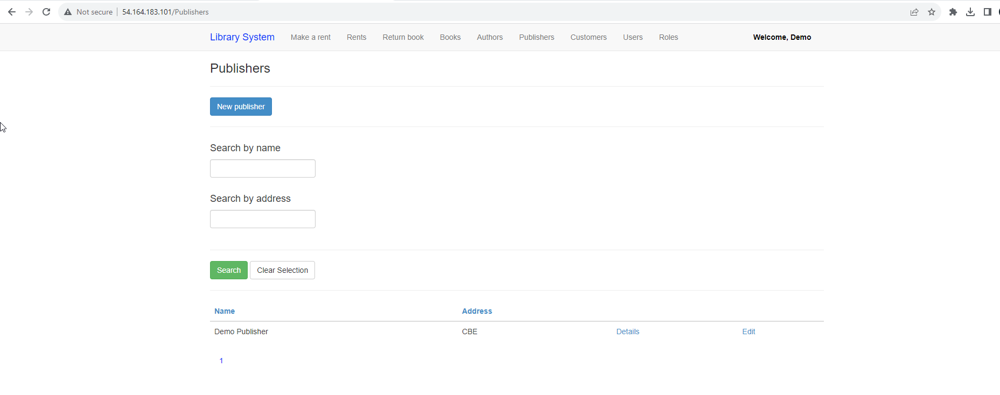 Not secure 54.164.183.101/Publishers
Library System Make a rent Rents Return book Books Authors Publishers Customers Users Roles Welcome, Demo
Publishers
New publisher
Search by name
Search by address
Search Clear Selection
Name Address
Demo Publisher CBE Details Edit
1